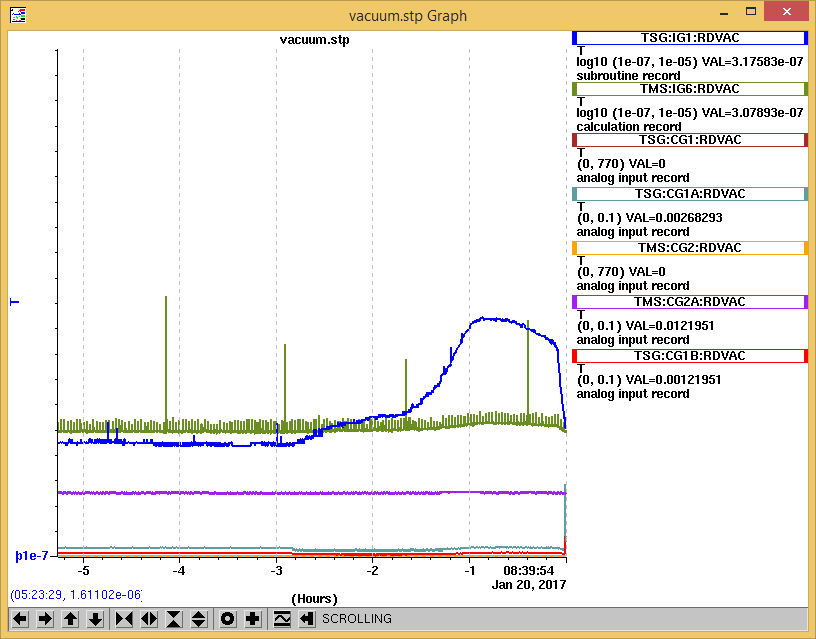 vacuum.stp Graph
vacuum.stp
TSG:IG1:RDVAC
T
log10 (1e-07, 1e-05) VAL=3.17583e-07
subroutine record
TMS:IG6:RDVAC
T
log10 (1e-07, 1e-05) VAL=3.07893e-07
calculation record
TSG:CG1:RDVAC
T
(0, 770) VAL=0
analog input record
TSG:CG1A:RDVAC
T
(0, 0.1) VAL=0.00268293
analog input record
TMS:CG2:RDVAC
T
(0, 770) VAL=0
analog input record
TMS:CG2A:RDVAC
T
(0, 0.1) VAL=0.0121951
analog input record
TSG:CG1B:RDVAC
T
(0, 0.1) VAL=0.00121951
analog input record
T
1e-7
-5 -4 -3 -2 -1 08:39:54
Jan 20, 2017
(05:23:29, 1.61102e-06)
(Hours)
SCROLLING